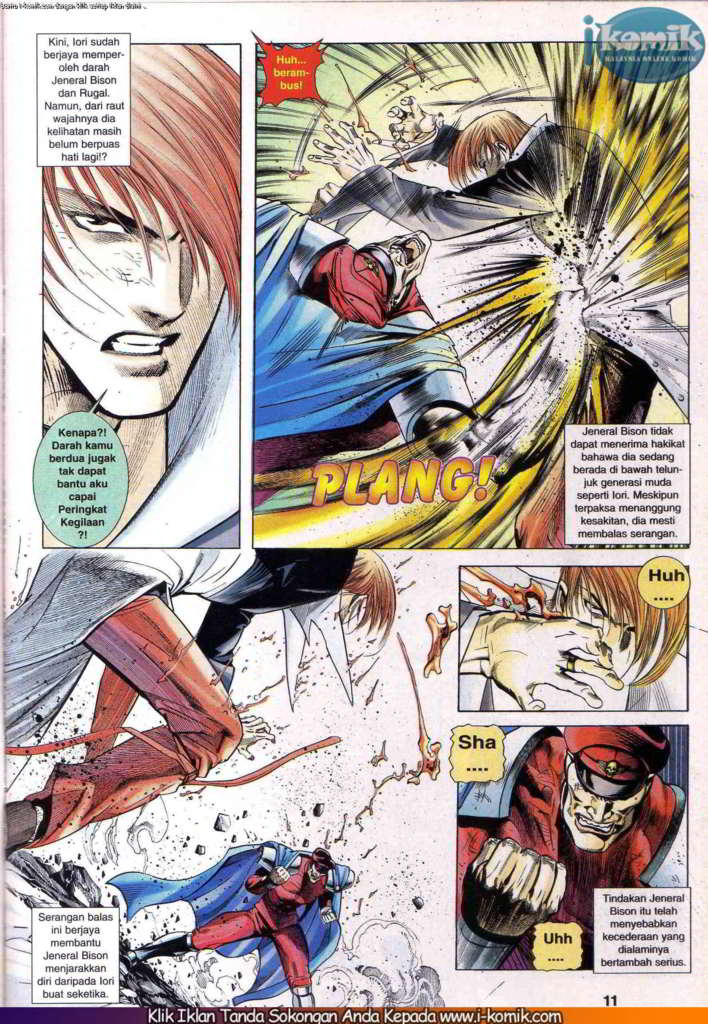 ikomik
MALAYSIA ONLINE KOMIK
Kini, Iori sudah
berjaya memper-
oleh darah
Jeneral Bison
dan Rugal.
Namun, dari raut
wajahnya dia
kelihatan masih
belum berpuas
hati lagi!?
Kenapa?!
Darah kamu
berdua jugak
tak dapat
bantu aku
capai
Peringkat
Kegilaan
?!
Huh...
beram-
bus!
PLANG!
Jeneral Bison tidak
dapat menerima hakikat
bahawa dia sedang
berada di bawah telun-
juk generasi muda
seperti Iori. Meskipun
terpaksa menanggung
kesakitan, dia mesti
membalas serangan.
Huh
....
Serangan balas
ini berjaya
membantu
Jeneral Bison
menjarakkan
diri daripada Iori
buat seketika.
Sha
....
Uhh
....
Tindakan Jeneral
Bison itu telah
menyebabkan
kecederaan yang
dialaminya
bertambah serius.
11
Klik Iklan Tanda Sokongan Anda Kepada www.i-komik.com